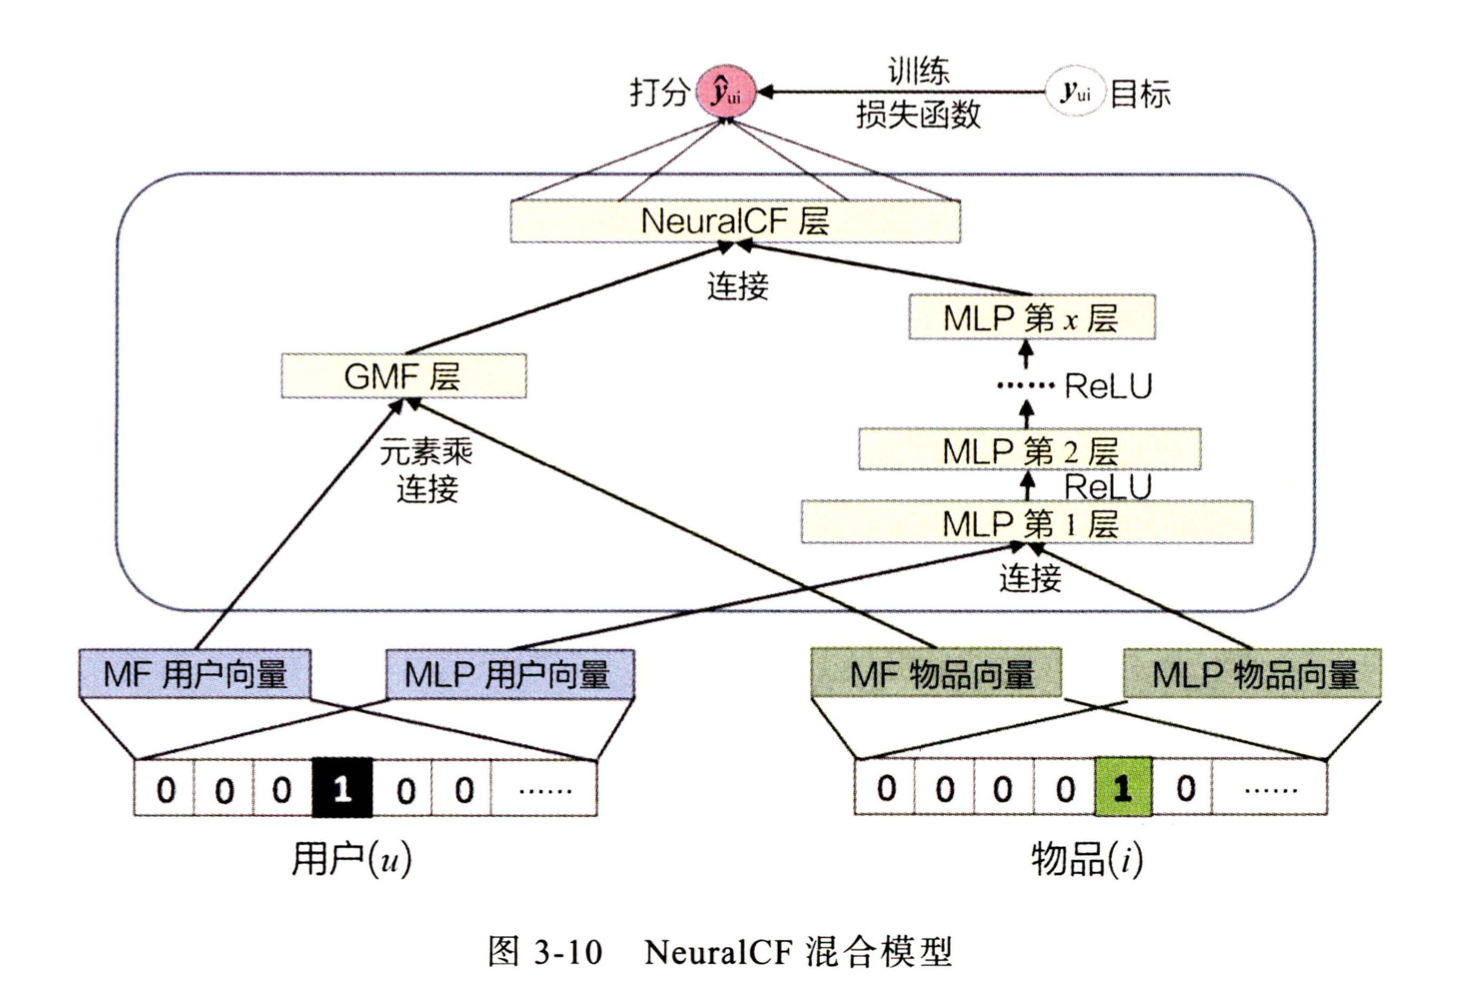 打分 ŷui 训练 yui 目标
损失函数
NeuralCF 层
连接
MLP 第 x 层
GMF 层
······ ReLU
元素乘
连接
MLP 第 2 层
ReLU
MLP 第 1 层
连接
MF 用户向量 MLP 用户向量 MF 物品向量 MLP 物品向量
0 0 0 1 0 0 ······ 0 0 0 0 1 0 ······
用户(u) 物品(i)
图 3-10 NeuralCF 混合模型